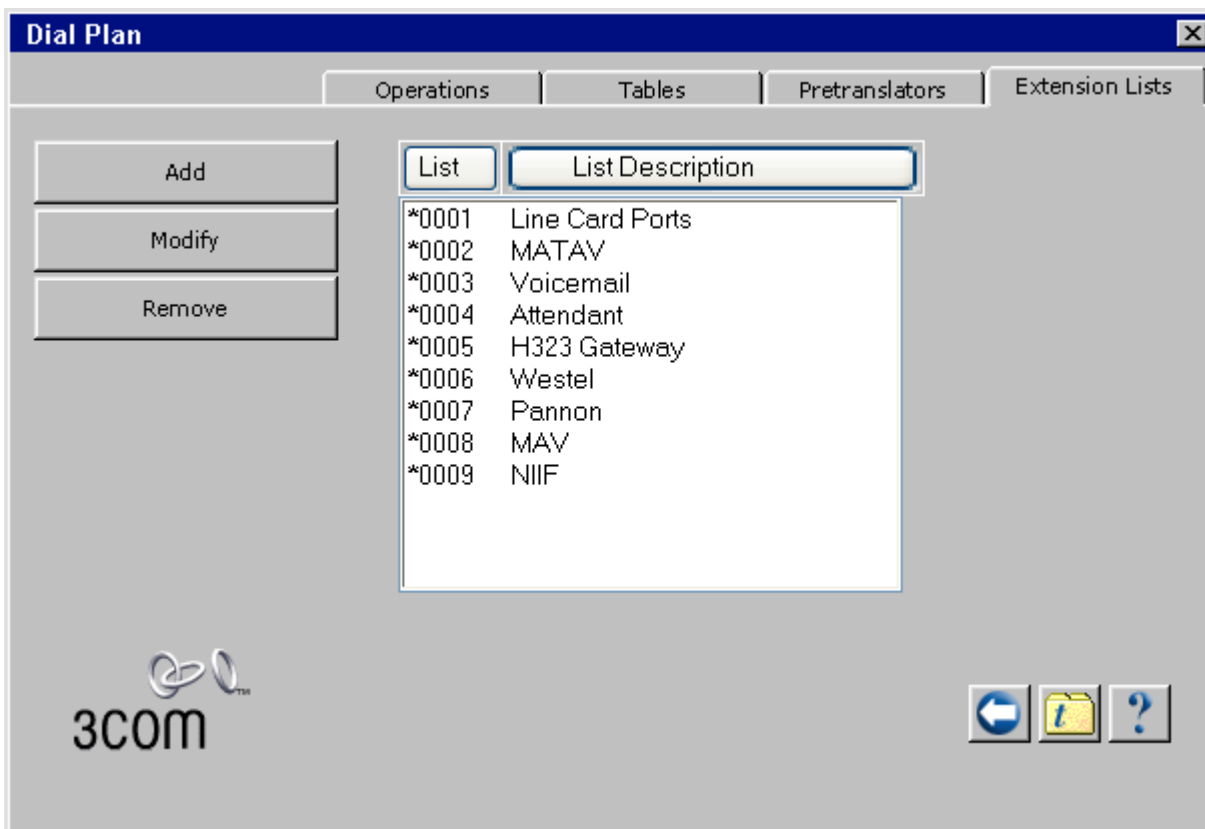 Dial Plan
Operations Tables Pretranslators Extension Lists
Add
Modify
Remove
List List Description
*0001 Line Card Ports
*0002 MATAV
*0003 Voicemail
*0004 Attendant
*0005 H323 Gateway
*0006 Westel
*0007 Pannon
*0008 MAV
*0009 NIIF
TM
3COM
t ?